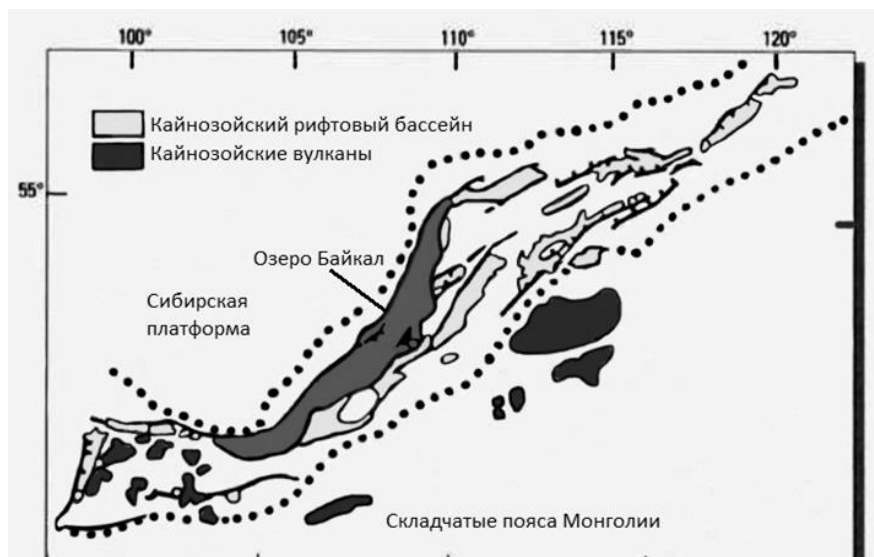 100° 105° 110° 115° 120°
Кайнозойский рифтовый бассейн
Кайнозойские вулканы
55°
Озеро Байкал
Сибирская
платформа
Складчатые пояса Монголии